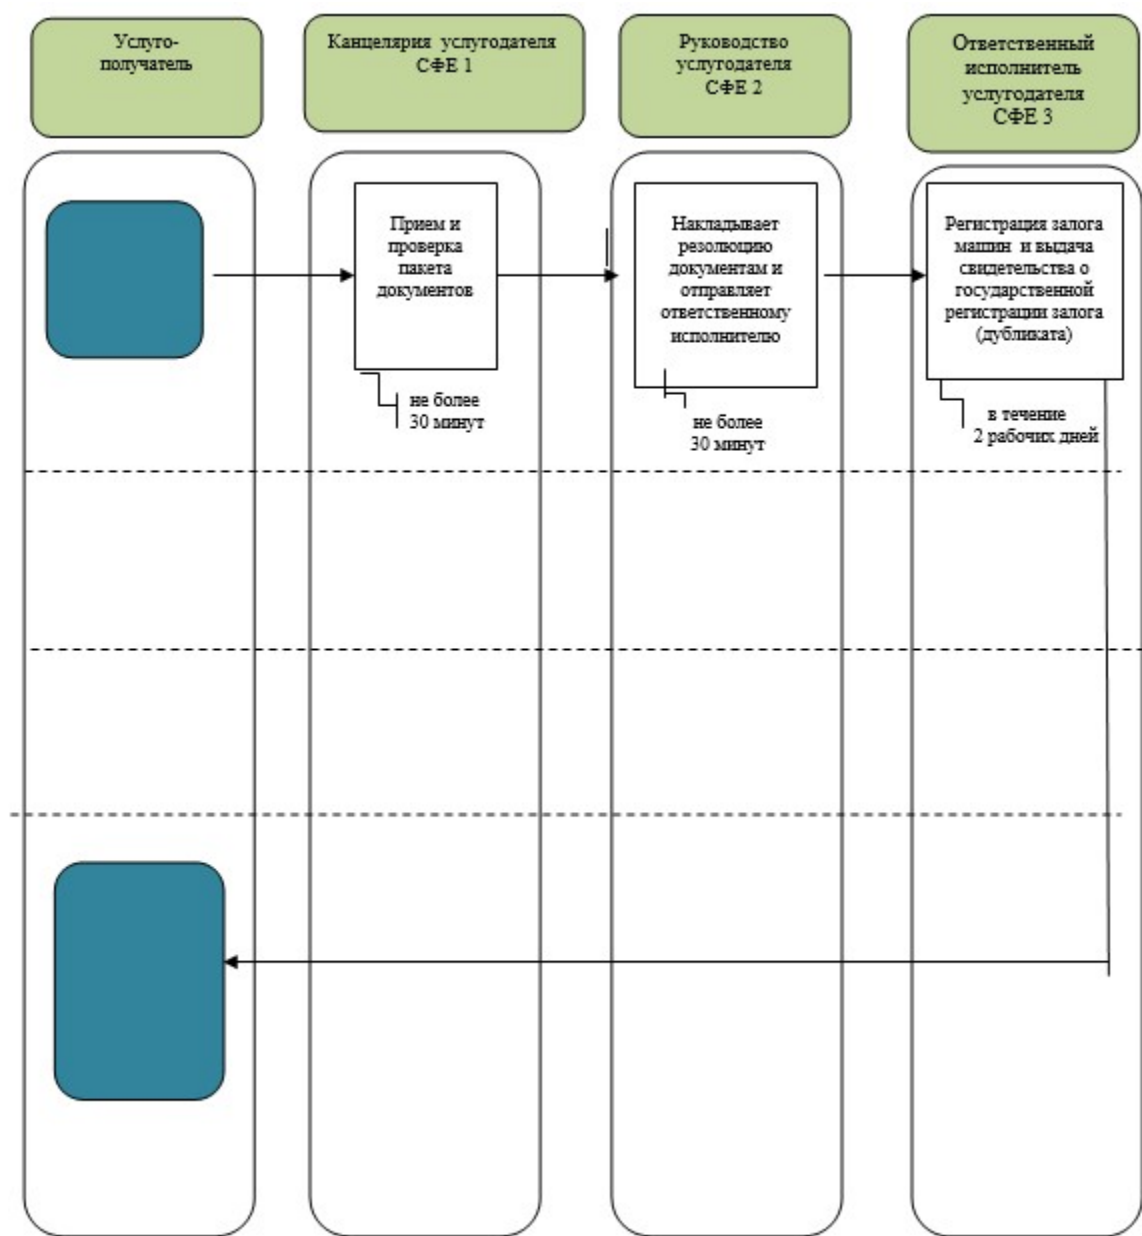 Услуго-
получатель
Канцелярия услугодателя
СФЕ 1
Руководство
услугодателя
СФЕ 2
Ответственный
исполнитель
услугодателя
СФЕ 3
Прием и
проверка
пакета
документов
не более
30 минут
Накладывает
резолюцию
документам и
отправляет
ответственному
исполнителю
не более
30 минут
Регистрация залога
машин и выдача
свидетельства о
государственной
регистрации залога
(дубликата)
в течение
2 рабочих дней